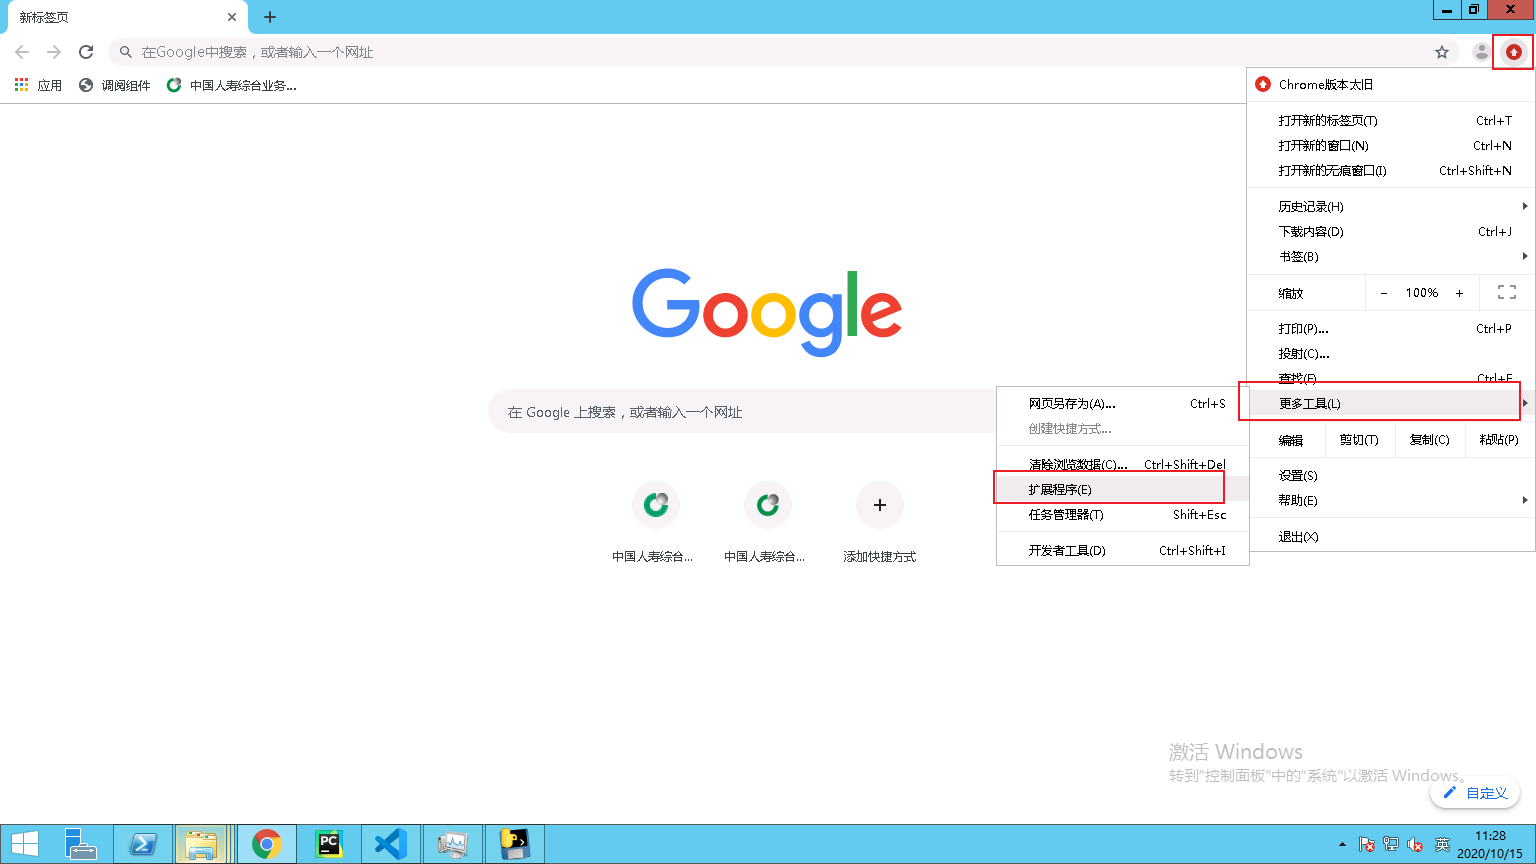 新标签页
在Google中搜索，或者输入一个网址
应用
调阅组件
中国人寿综合业务...
Chrome版本太旧
打开新的标签页(T) Ctrl+T
打开新的窗口(N) Ctrl+N
打开新的无痕窗口(I) Ctrl+Shift+N
历史记录(H)
下载内容(D) Ctrl+J
书签(B)
缩放 - 100% +
打印(P)... Ctrl+P
投射(C)...
查找(F) Ctrl+F
更多工具(L)
编辑 剪切(T) 复制(C) 粘贴(P)
设置(S)
帮助(E)
退出(X)
网页另存为(A)... Ctrl+S
创建快捷方式...
清除浏览数据(C)... Ctrl+Shift+Del
扩展程序(E)
任务管理器(T) Shift+Esc
开发者工具(D) Ctrl+Shift+I
Google
在 Google 上搜索，或者输入一个网址
中国人寿综合...
中国人寿综合...
添加快捷方式
激活 Windows
转到"控制面板"中的"系统"以激活 Windows。
自定义
PC
英
11:28
2020/10/15